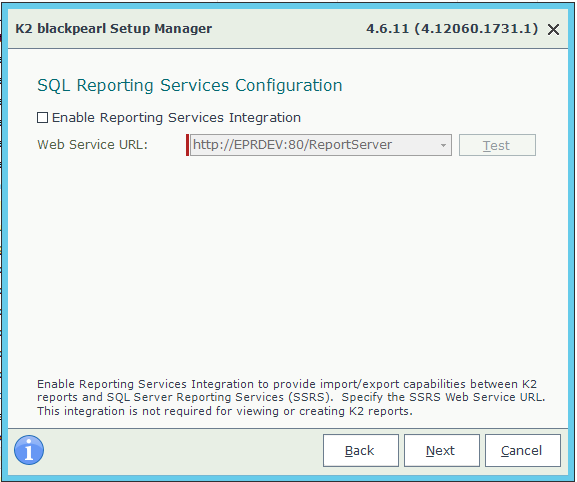 K2 blackpearl Setup Manager 4.6.11 (4.12060.1731.1)
SQL Reporting Services Configuration
Enable Reporting Services Integration
Web Service URL: http://EPRDEV:80/ReportServer Test
Enable Reporting Services Integration to provide import/export capabilities between K2
reports and SQL Server Reporting Services (SSRS).  Specify the SSRS Web Service URL.
This integration is not required for viewing or creating K2 reports.
Back Next Cancel